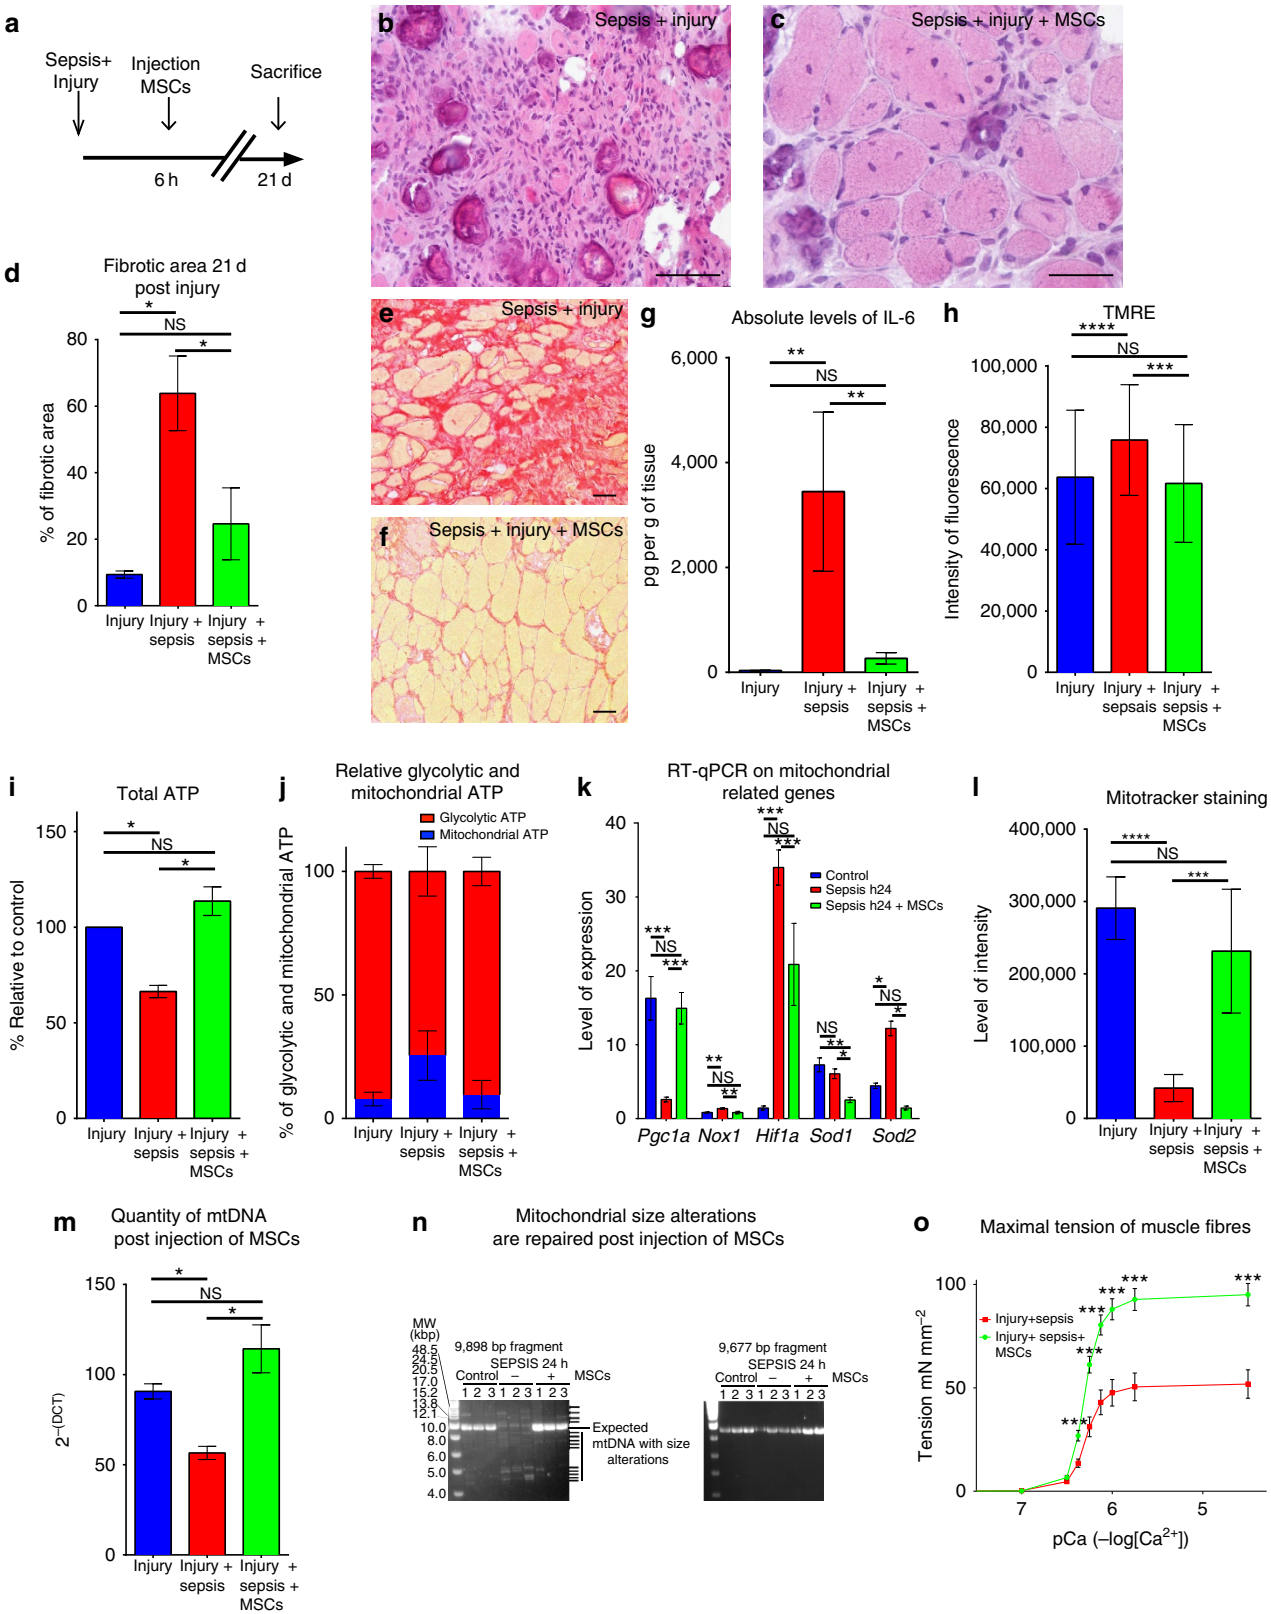 a
Sepsis+
Injury
Injection
MSCs
Sacrifice
6 h
21 d
b
Sepsis + injury
c
Sepsis + injury + MSCs
d
Fibrotic area 21 d
post injury
*
NS
*
% of fibrotic area
80
60
40
20
0
Injury
Injury +
sepsis
Injury +
sepsis +
MSCs
e
Sepsis + injury
f
Sepsis + injury + MSCs
g
Absolute levels of IL-6
**
NS
**
pg per g of tissue
6,000
4,000
2,000
0
Injury
Injury +
sepsis
Injury +
sepsis +
MSCs
h
TMRE
****
NS
***
Intensity of fluorescence
100,000
80,000
60,000
40,000
20,000
0
Injury
Injury +
sepsais
Injury +
sepsis +
MSCs
i
Total ATP
*
NS
*
% Relative to control
150
100
50
0
Injury
Injury +
sepsis
Injury +
sepsis +
MSCs
j
Relative glycolytic and
mitochondrial ATP
Glycolytic ATP
Mitochondrial ATP
% of glycolytic and mitochondrial ATP
100
50
0
Injury
Injury +
sepsis
Injury +
sepsis +
MSCs
k
RT-qPCR on mitochondrial
related genes
Control
Sepsis h24
Sepsis h24 + MSCs
Level of expression
40
30
20
10
0
***
NS
***
**
NS
**
***
NS
***
NS
**
*
*
NS
*
Pgc1a Nox1 Hif1a Sod1 Sod2
l
Mitotracker staining
****
NS
***
Level of intensity
400,000
300,000
200,000
100,000
0
Injury
Injury +
sepsis
Injury +
sepsis +
MSCs
m
Quantity of mtDNA
post injection of MSCs
*
NS
*
2−(DCT)
150
100
50
0
Injury
Injury +
sepsis
Injury +
sepsis +
MSCs
n
Mitochondrial size alterations
are repaired post injection of MSCs
MW
(kbp)
48.5
24.5
20.5
17.0
15.2
13.8
12.1
10.0
8.0
6.0
5.0
4.0
9,898 bp fragment
SEPSIS 24 h
Control − + MSCs
1 2 3 1 2 3 1 2 3
Expected
mtDNA with size
alterations
9,677 bp fragment
SEPSIS 24 h
Control − + MSCs
1 2 3 1 2 3 1 2 3
o
Maximal tension of muscle fibres
Injury+sepsis
Injury+ sepsis+
MSCs
***
***
***
***
***
***
Tension mN mm−2
100
50
0
7 6 5
pCa (−log[Ca2+])